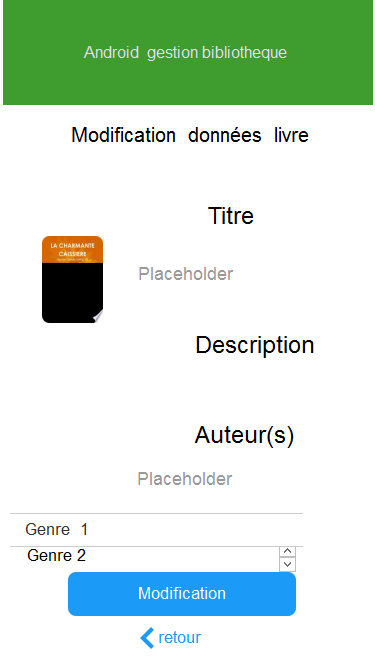 Android gestion bibliotheque
Modification données livre
Titre
LA CHARMANTE
CAISSIERE
Placeholder
Description
Auteur(s)
Placeholder
Genre 1
Genre 2
Modification
retour